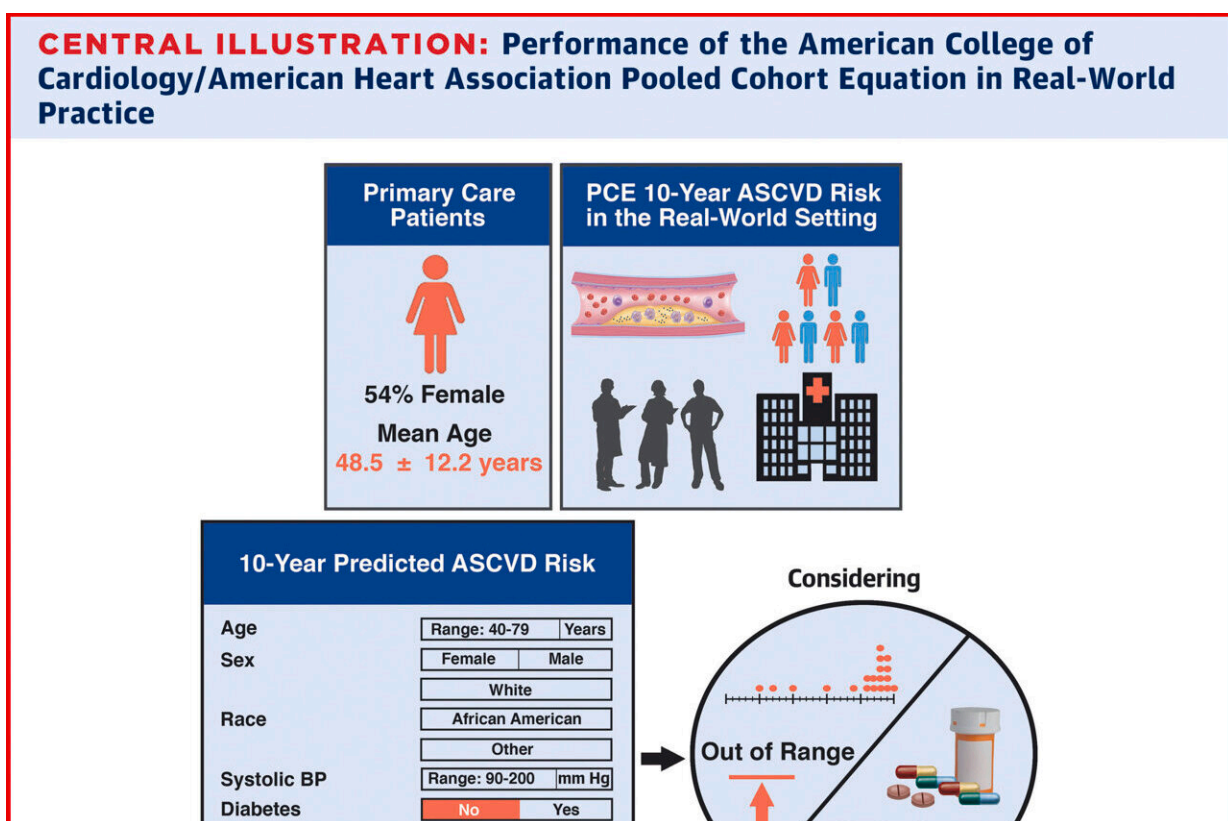 CENTRAL ILLUSTRATION: Performance of the American College of
Cardiology/American Heart Association Pooled Cohort Equation in Real-World
Practice
Primary Care
Patients
54% Female
Mean Age
48.5 ± 12.2 years
PCE 10-Year ASCVD Risk
in the Real-World Setting
10-Year Predicted ASCVD Risk
Age Range: 40-79 Years
Sex Female Male
White
Race African American
Other
Systolic BP Range: 90-200 mm Hg
Diabetes No Yes
Considering
Out of Range